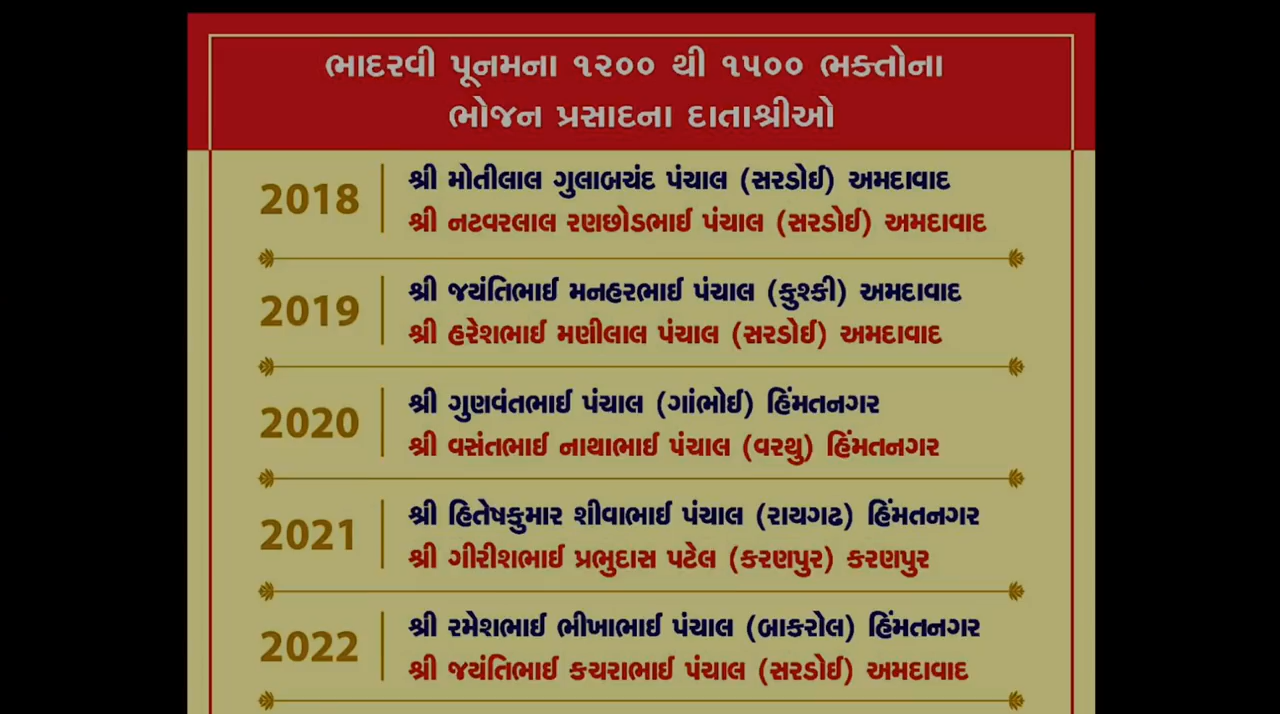 ભાદરવી પૂનમના ૧૨૦૦ થી ૧૫૦૦ ભક્તોના
ભોજન પ્રસાદના દાતાશ્રીઓ
2018
શ્રી મોતીલાલ ગુલાબચંદ પંચાલ (સરડોઈ) અમદાવાદ
શ્રી નટવરલાલ રણછોડભાઈ પંચાલ (સરડોઈ) અમદાવાદ
2019
શ્રી જયંતિભાઈ મનહરભાઈ પંચાલ (કુશ્કી) અમદાવાદ
શ્રી હરેશભાઈ મણીલાલ પંચાલ (સરડોઈ) અમદાવાદ
2020
શ્રી ગુણવંતભાઈ પંચાલ (ગાંભોઈ) હિંમતનગર
શ્રી વસંતભાઈ નાથાભાઈ પંચાલ (વરથુ) હિંમતનગર
2021
શ્રી હિતેષકુમાર શીવાભાઈ પંચાલ (રાયગઢ) હિંમતનગર
શ્રી ગીરીશભાઈ પ્રભુદાસ પટેલ (કરણપુર) કરણપુર
2022
શ્રી રમેશભાઈ ભીખાભાઈ પંચાલ (બાકરોલ) હિંમતનગર
શ્રી જયંતિભાઈ કચરાભાઈ પંચાલ (સરડોઈ) અમદાવાદ